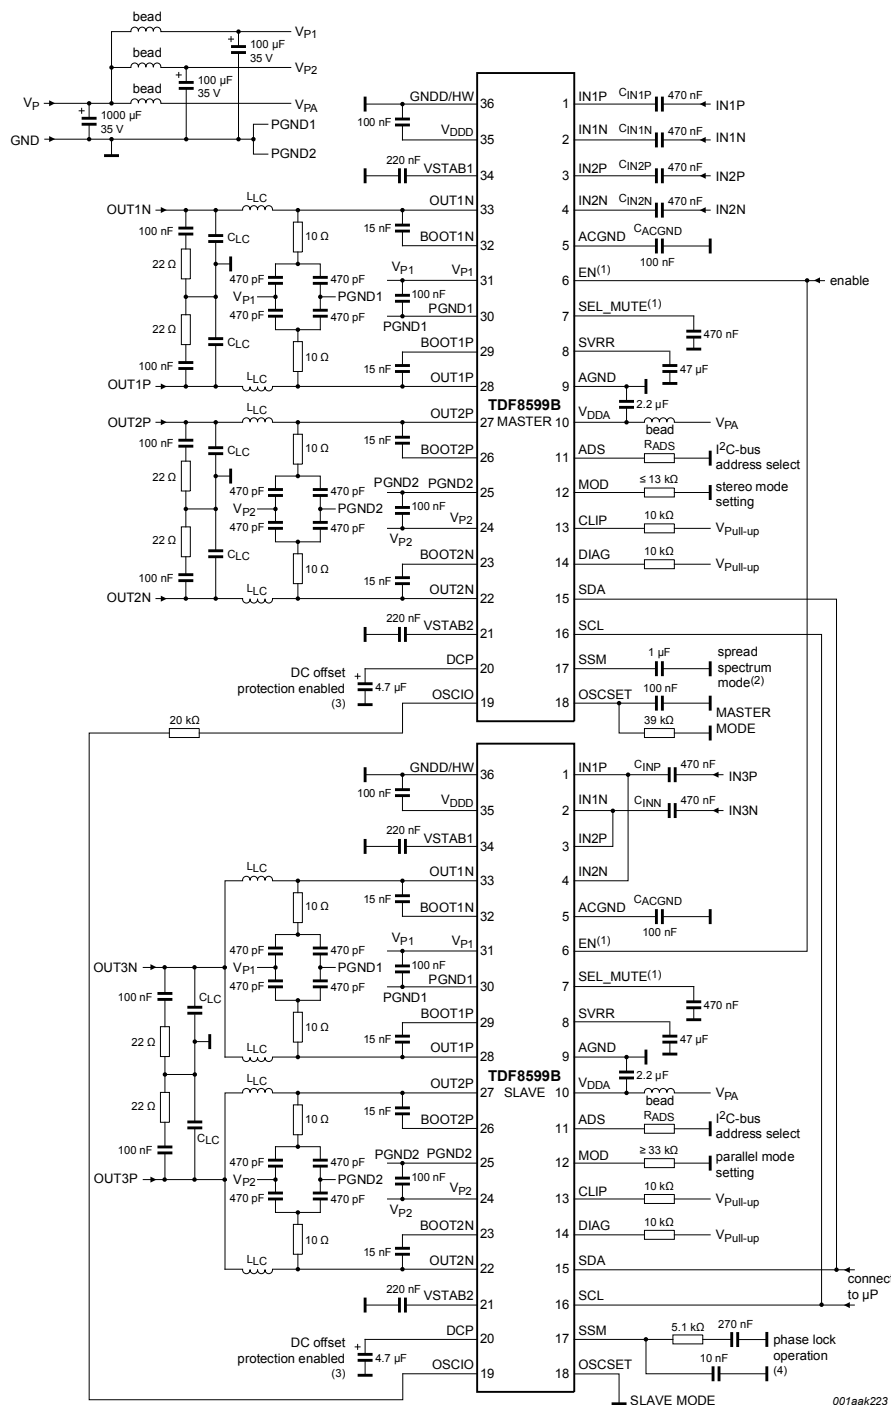 bead
VP1
100 µF
35 V
bead
VP2
100 µF
35 V
bead
VP
VPA
1000 µF
35 V
GND
PGND1
PGND2
GNDD/HW 36
100 nF
VDDD 35
220 nF
VSTAB1 34
OUT1N
LLC
OUT1N 33
100 nF
CLC
10 Ω
15 nF
BOOT1N 32
22 Ω
470 pF
470 pF
VP1
VP1 31
VP1
PGND1
100 nF
470 pF
470 pF
PGND1 30
PGND1
22 Ω
BOOT1P 29
CLC
10 Ω
15 nF
100 nF
OUT1P
LLC
OUT1P 28
OUT2P
LLC
OUT2P 27
100 nF
CLC
10 Ω
15 nF
BOOT2P 26
22 Ω
470 pF
470 pF
PGND2
PGND2 25
VP2
PGND2
100 nF
470 pF
470 pF
VP2 24
VP2
22 Ω
BOOT2N 23
CLC
10 Ω
15 nF
100 nF
OUT2N
LLC
OUT2N 22
220 nF
VSTAB2 21
DCP 20
DC offset
protection enabled
(3)
4.7 µF
OSCIO 19
20 kΩ
TDF8599B
MASTER
1 IN1P CIN1P 470 nF IN1P
2 IN1N CIN1N 470 nF IN1N
3 IN2P CIN2P 470 nF IN2P
4 IN2N CIN2N 470 nF IN2N
5 ACGND CACGND
100 nF
6 EN(1) enable
7 SEL_MUTE(1)
470 nF
8 SVRR
47 µF
9 AGND
2.2 µF
10 VDDA bead VPA
11 ADS RADS I2C-bus
address select
12 MOD ≤ 13 kΩ stereo mode
setting
13 CLIP 10 kΩ VPull-up
14 DIAG 10 kΩ VPull-up
15 SDA
16 SCL
17 SSM 1 µF spread
spectrum
mode(2)
18 OSCSET 100 nF
39 kΩ
MASTER
MODE
GNDD/HW 36
100 nF
VDDD 35
220 nF
VSTAB1 34
LLC
OUT1N 33
10 Ω
15 nF
BOOT1N 32
470 pF
470 pF
VP1
VP1 31
OUT3N
VP1
PGND1
100 nF
470 pF
470 pF
PGND1 30
PGND1
100 nF
CLC
BOOT1P 29
10 Ω
15 nF
22 Ω
LLC
OUT1P 28
LLC
OUT2P 27
22 Ω
10 Ω
15 nF
BOOT2P 26
CLC
100 nF
470 pF
470 pF
PGND2
PGND2 25
OUT3P
VP2
PGND2
100 nF
470 pF
470 pF
VP2 24
VP2
BOOT2N 23
10 Ω
15 nF
LLC
OUT2N 22
220 nF
VSTAB2 21
DCP 20
DC offset
protection enabled
(3)
4.7 µF
OSCIO 19
TDF8599B
SLAVE
1 IN1P CINP 470 nF IN3P
2 IN1N CINN 470 nF IN3N
3 IN2P
4 IN2N
5 ACGND CACGND
100 nF
6 EN(1)
7 SEL_MUTE(1)
470 nF
8 SVRR
47 µF
9 AGND
2.2 µF
10 VDDA bead VPA
11 ADS RADS I2C-bus
address select
12 MOD ≥ 33 kΩ parallel mode
setting
13 CLIP 10 kΩ VPull-up
14 DIAG 10 kΩ VPull-up
15 SDA
connect
to µP
16 SCL
17 SSM 5.1 kΩ 270 nF
10 nF
phase lock
operation
(4)
18 OSCSET
SLAVE MODE
001aak223